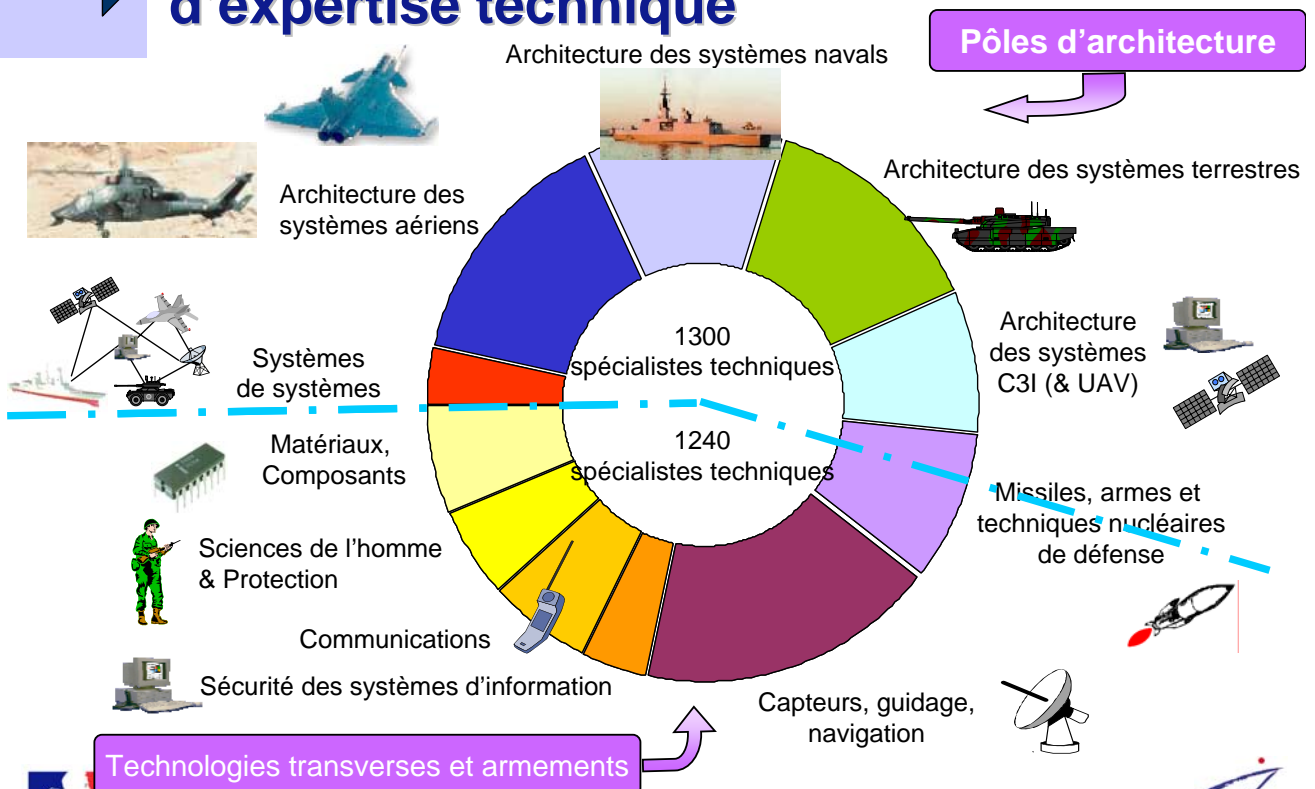 d'expertise technique
Architecture des systèmes navals
Pôles d'architecture
Architecture des systèmes terrestres
Architecture des
systèmes aériens
Architecture
des systèmes
C3I (& UAV)
1300
spécialistes techniques
Systèmes
de systèmes
1240
spécialistes techniques
Matériaux,
Composants
Missiles, armes et
techniques nucléaires
de défense
Sciences de l'homme
& Protection
Communications
Sécurité des systèmes d'information
Capteurs, guidage,
navigation
Technologies transverses et armements